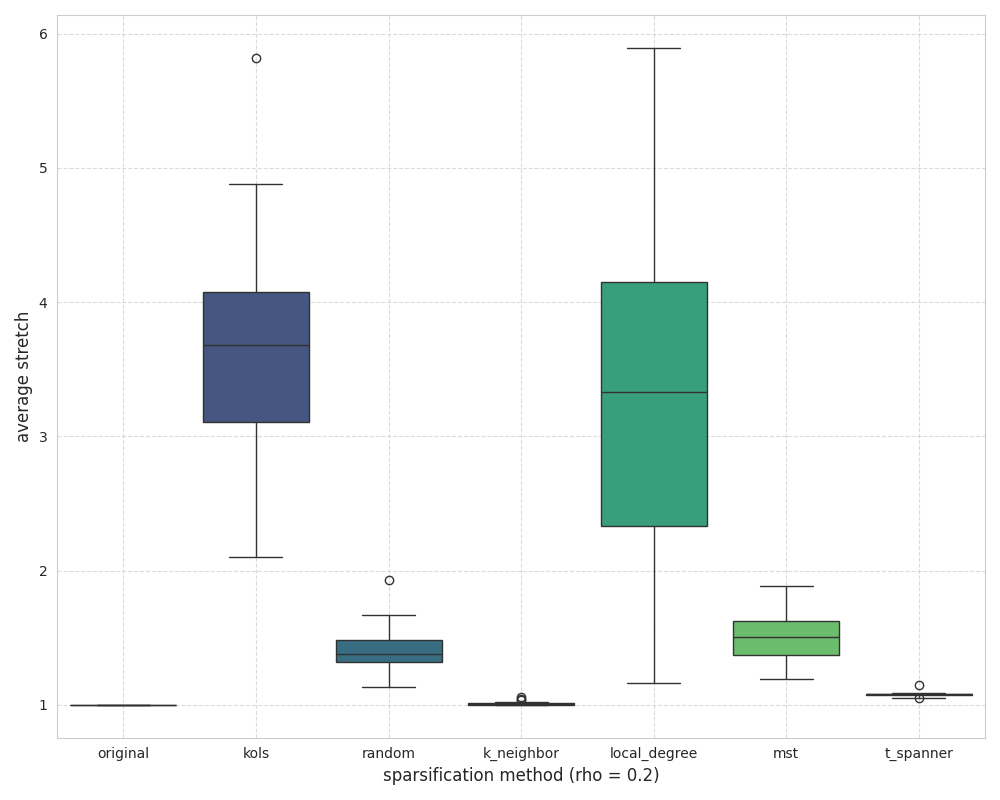 average stretch
6
5
4
3
2
1
original kols random k_neighbor local_degree mst t_spanner
sparsification method (rho = 0.2)